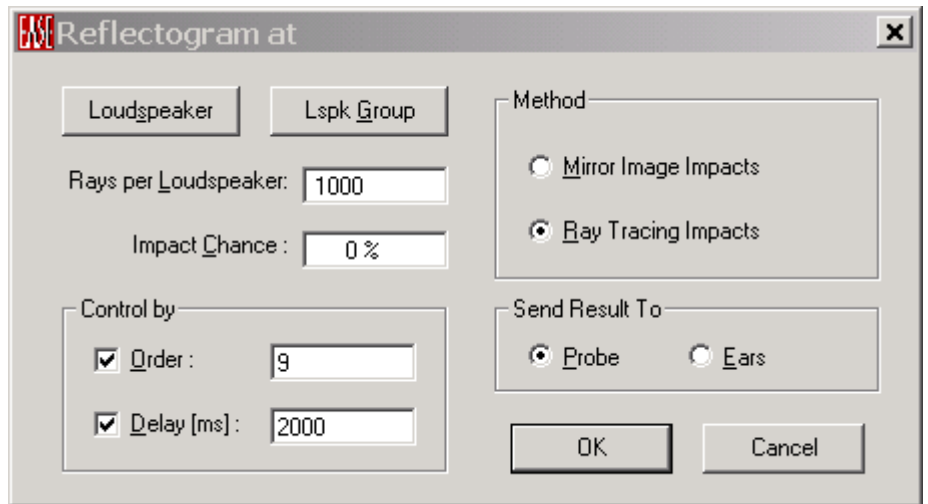 EASE Reflectogram at
Loudspeaker
Lspk Group
Rays per Loudspeaker: 1000
Impact Chance : 0 %
Control by
Order : 9
Delay [ms] : 2000
Method
Mirror Image Impacts
Ray Tracing Impacts
Send Result To
Probe
Ears
OK
Cancel